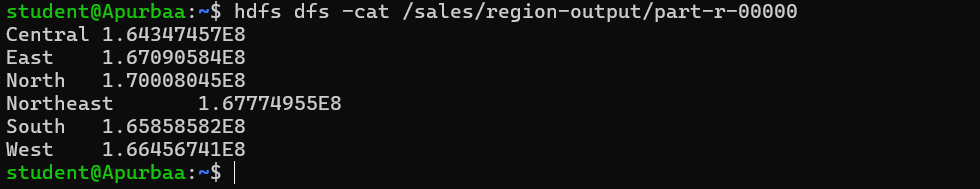 student@Apurbaa:~$ hdfs dfs -cat /sales/region-output/part-r-00000
Central 1.64347457E8
East    1.67090584E8
North   1.70008045E8
Northeast       1.67774955E8
South   1.65858582E8
West    1.66456741E8
student@Apurbaa:~$